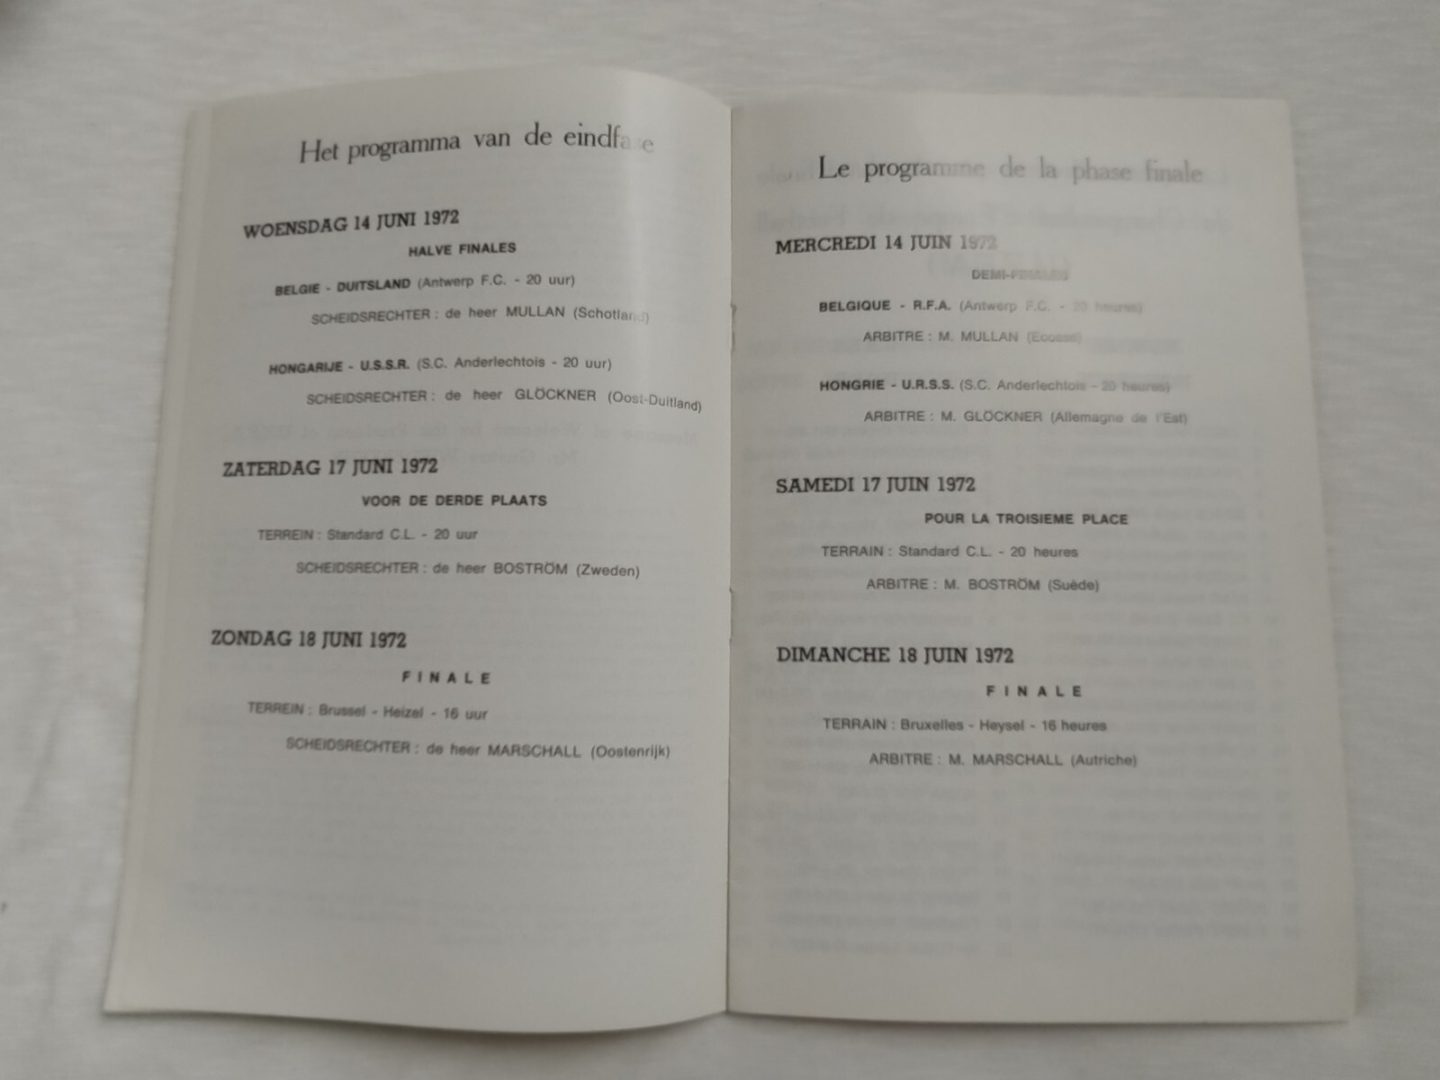 Het programma van de eindfase
WOENSDAG 14 JUNI 1972
HALVE FINALES
BELGIE - DUITSLAND (Antwerp F.C. - 20 uur)
SCHEIDSRECHTER : de heer MULLAN (Schotland)
HONGARIJE - U.S.S.R. (S.C. Anderlechtois - 20 uur)
SCHEIDSRECHTER : de heer GLÖCKNER (Oost-Duitland)
ZATERDAG 17 JUNI 1972
VOOR DE DERDE PLAATS
TERREIN : Standard C.L. - 20 uur
SCHEIDSRECHTER : de heer BOSTRÖM (Zweden)
ZONDAG 18 JUNI 1972
FINALE
TERREIN : Brussel - Heizel - 16 uur
SCHEIDSRECHTER : de heer MARSCHALL (Oostenrijk)
Le programme de la phase finale
MERCREDI 14 JUIN 1972
DEMI-FINALES
BELGIQUE - R.F.A. (Antwerp F.C. - 20 heures)
ARBITRE : M. MULLAN (Ecosse)
HONGRIE - U.R.S.S. (S.C. Anderlechtois - 20 heures)
ARBITRE : M. GLÖCKNER (Allemagne de l'Est)
SAMEDI 17 JUIN 1972
POUR LA TROISIEME PLACE
TERRAIN : Standard C.L. - 20 heures
ARBITRE : M. BOSTRÖM (Suède)
DIMANCHE 18 JUIN 1972
FINALE
TERRAIN : Bruxelles - Heysel - 16 heures
ARBITRE : M. MARSCHALL (Autriche)